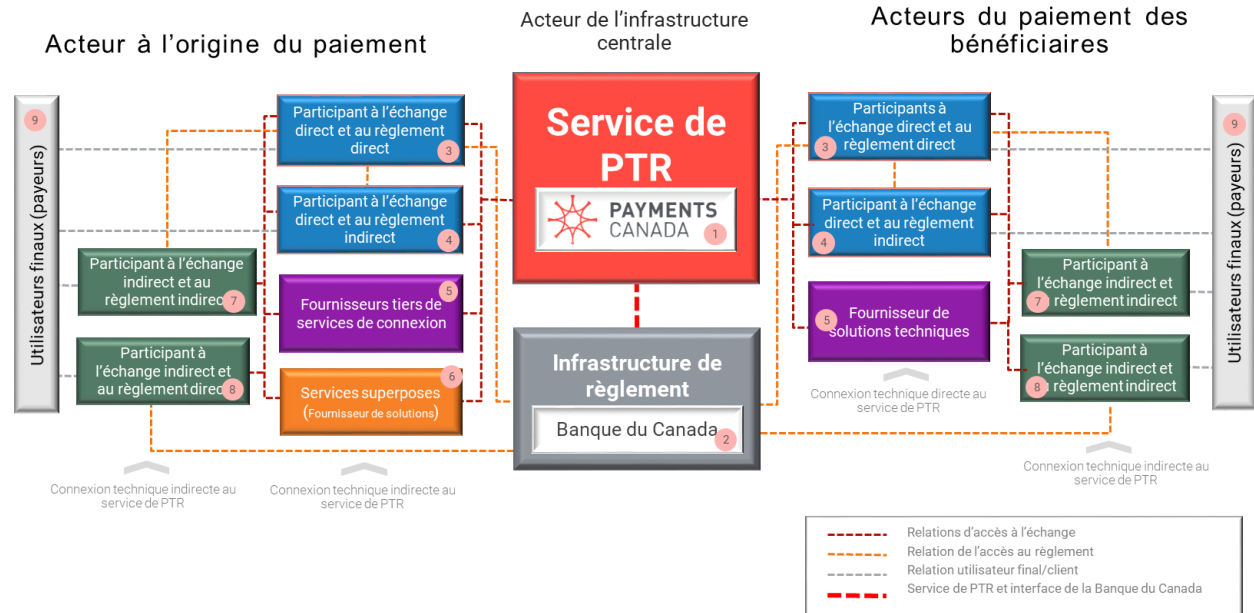 Acteur à l'origine du paiement
Acteur de l'infrastructure
centrale
Acteurs du paiement des
bénéficiaires
Utilisateurs finaux (payeurs)
9
Participant à l'échange
direct et au règlement
direct
3
Participant à l'échange
direct et au règlement
indirect
4
Participant à l'échange
indirect et au
règlement indirect
7
Fournisseurs tiers de
services de connexion
5
Participant à
l'échange indirect et
au règlement direct
8
Services superposes
(Fournisseur de solutions)
6
Connexion technique indirecte au
service de PTR
Connexion technique indirecte au
service de PTR
Service de
PTR
PAYMENTS
CANADA
1
Infrastructure de
règlement
Banque du Canada
2
Participants à
l'échange direct et au
règlement direct
3
Participant à l'échange
direct et au règlement
indirect
4
Fournisseur de
solutions techniques
5
Connexion technique directe au
service de PTR
Participant à
l'échange indirect et
règlement indirect
7
Participant à
l'échange indirect et
règlement indirect
8
Connexion technique indirecte au
service de PTR
Utilisateurs finaux (payeurs)
9
Relations d'accès à l'échange
Relation de l'accès au règlement
Relation utilisateur final/client
Service de PTR et interface de la Banque du Canada